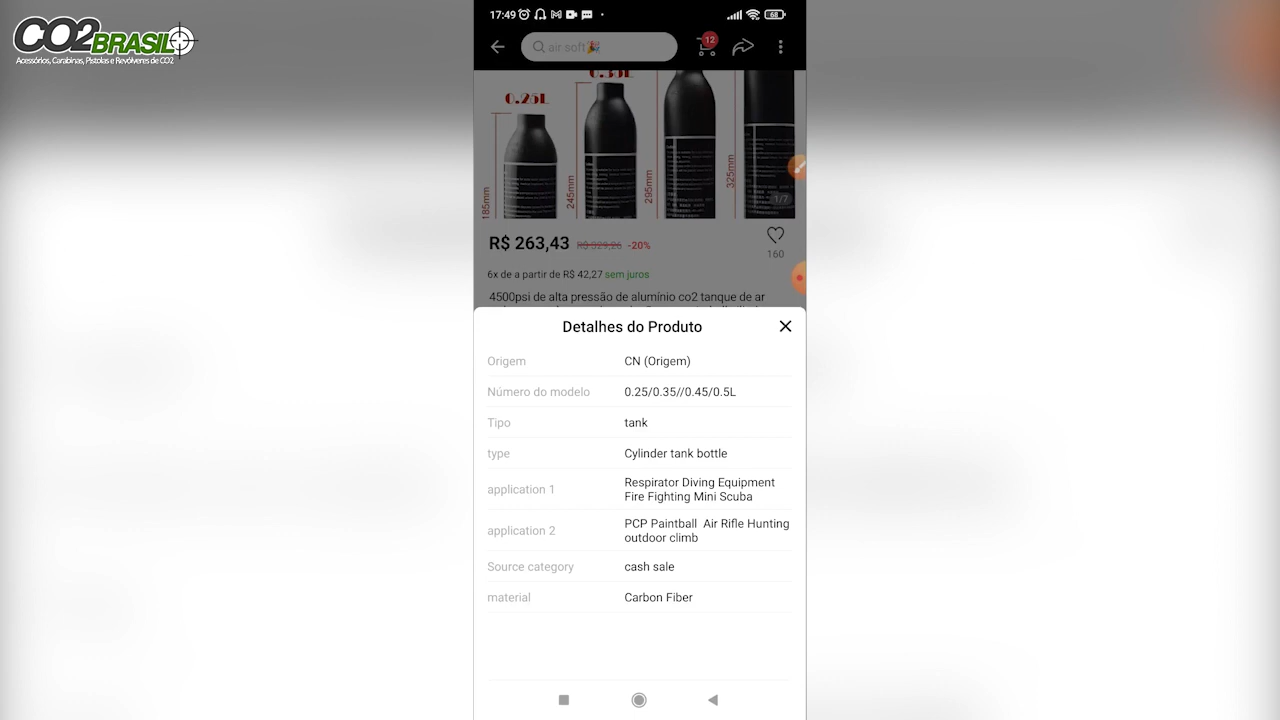 CO2BRASIL
Acessórios, Carabinas, Pistolas e Revólveres de CO2
17:49
68
air soft🎉
12
0.25L
0.35L
185mm
245mm
295mm
325mm
1/7
R$ 263,43 R$ 329,26 -20%
160
6x de a partir de R$ 42,27 sem juros
4500psi de alta pressão de alumínio co2 tanque de ar
Detalhes do Produto
Origem CN (Origem)
Número do modelo 0.25/0.35//0.45/0.5L
Tipo tank
type Cylinder tank bottle
application 1 Respirator Diving Equipment
Fire Fighting Mini Scuba
application 2 PCP Paintball Air Rifle Hunting
outdoor climb
Source category cash sale
material Carbon Fiber